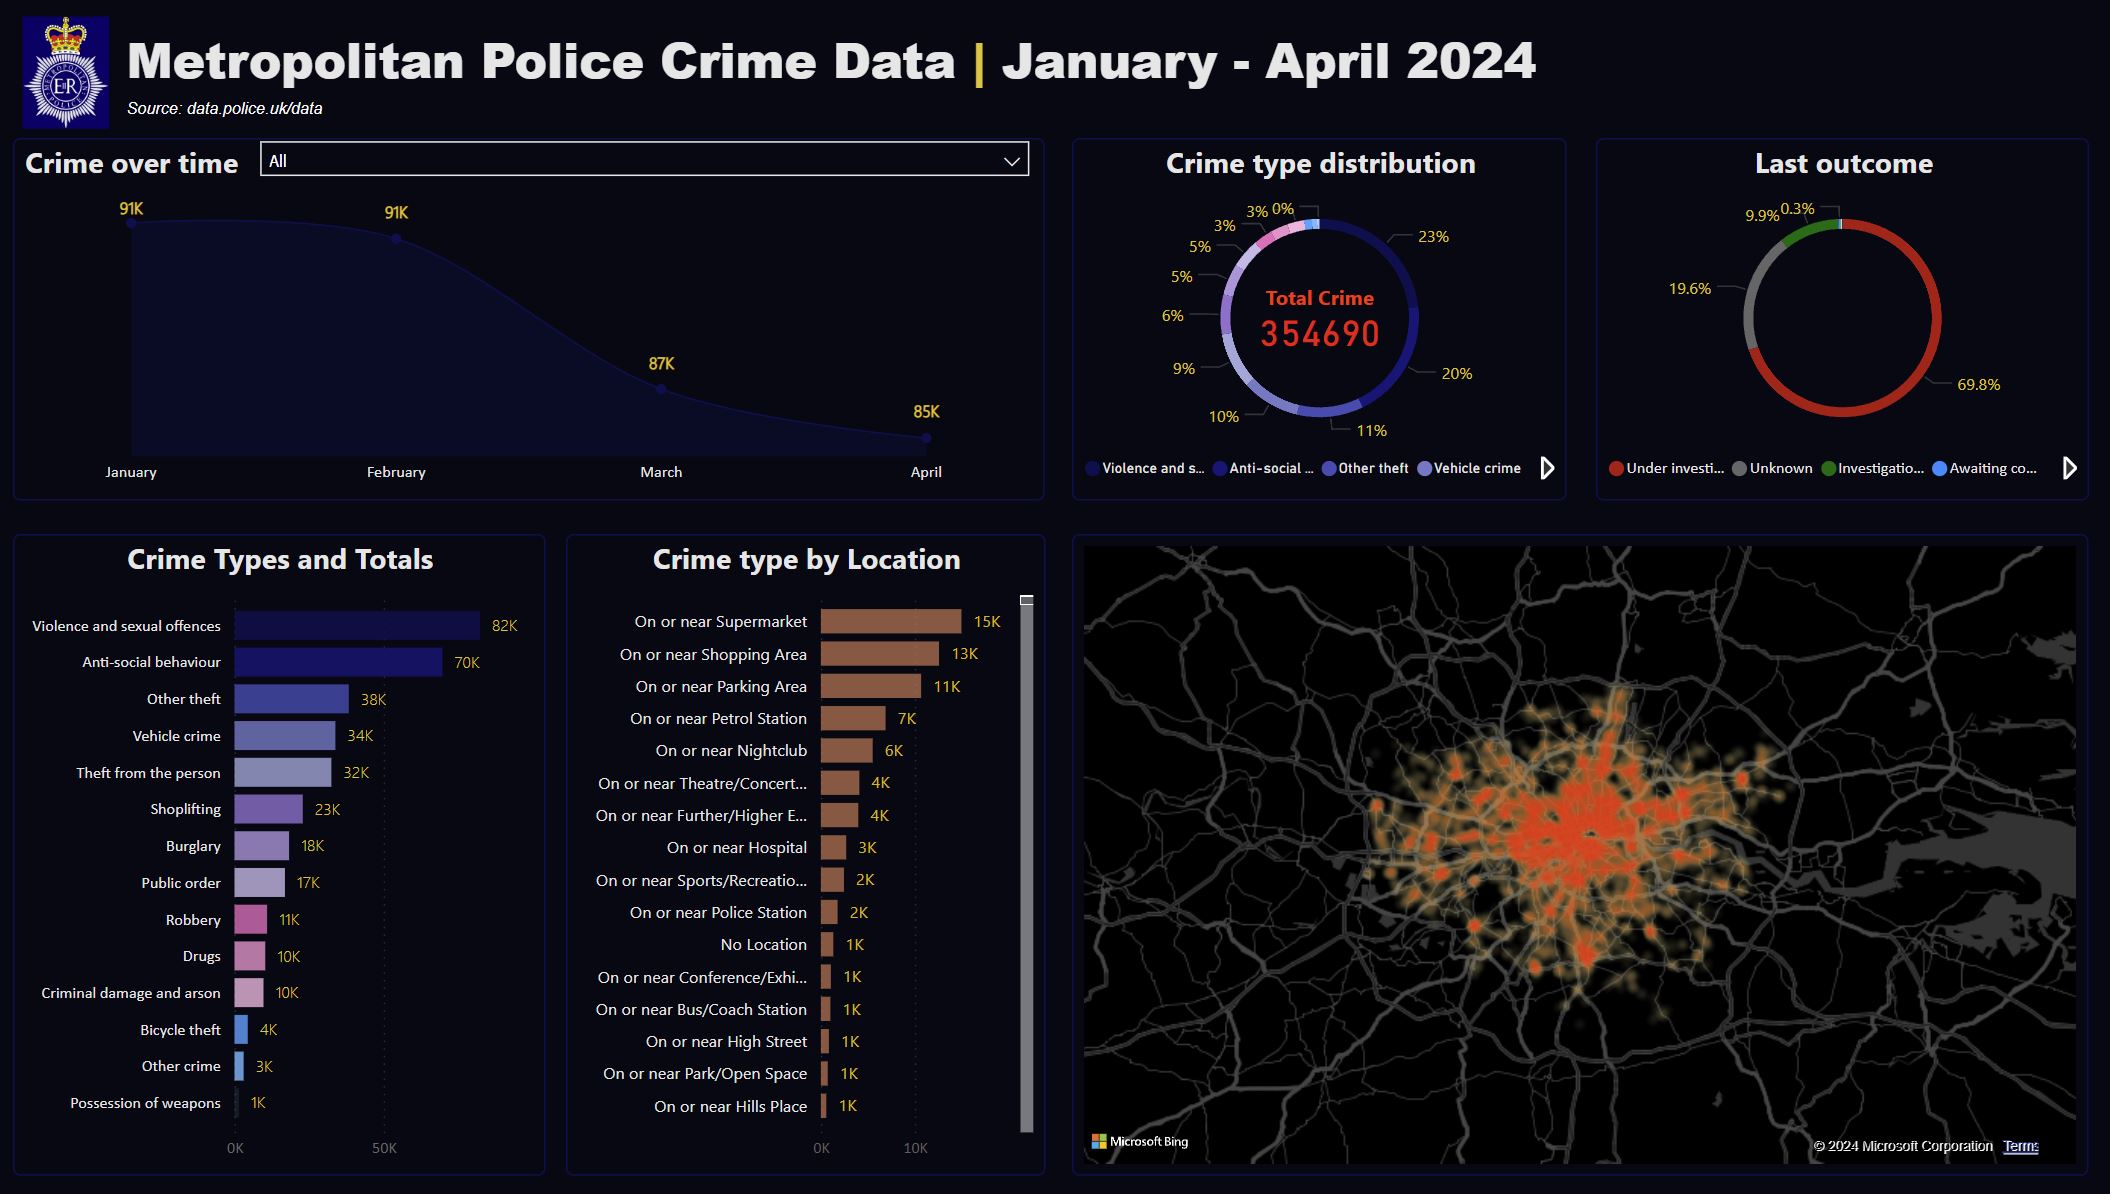 Metropolitan Police Crime Data | January - April 2024
Source: data.police.uk/data
Crime over time
All
91K
91K
87K
85K
January February March April
Crime type distribution
3% 0%
3%
5%
5%
6%
9%
10%
11%
20%
23%
Total Crime
354690
Violence and s... Anti-social ... Other theft Vehicle crime
Last outcome
9.9% 0.3%
19.6%
69.8%
Under investi... Unknown Investigatio... Awaiting co...
Crime Types and Totals
Violence and sexual offences 82K
Anti-social behaviour 70K
Other theft 38K
Vehicle crime 34K
Theft from the person 32K
Shoplifting 23K
Burglary 18K
Public order 17K
Robbery 11K
Drugs 10K
Criminal damage and arson 10K
Bicycle theft 4K
Other crime 3K
Possession of weapons 1K
0K 50K
Crime type by Location
On or near Supermarket 15K
On or near Shopping Area 13K
On or near Parking Area 11K
On or near Petrol Station 7K
On or near Nightclub 6K
On or near Theatre/Concert... 4K
On or near Further/Higher E... 4K
On or near Hospital 3K
On or near Sports/Recreatio... 2K
On or near Police Station 2K
No Location 1K
On or near Conference/Exhi... 1K
On or near Bus/Coach Station 1K
On or near High Street 1K
On or near Park/Open Space 1K
On or near Hills Place 1K
0K 10K
Microsoft Bing
© 2024 Microsoft Corporation Terms